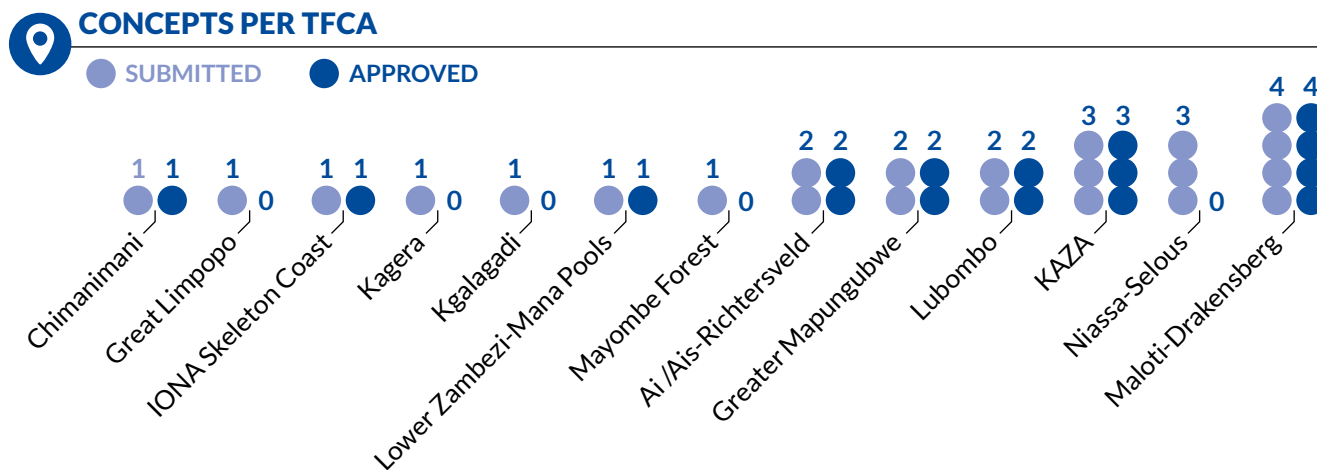 CONCEPTS PER TFCA
SUBMITTED APPROVED
1 1 1 0 1 1 1 0 1 0 1 1 1 0 2 2 2 2 2 2 3 3 3 0 4 4
Chimanimani
Great Limpopo
IONA Skeleton Coast
Kagera
Kgalagadi
Lower Zambezi-Mana Pools
Mayombe Forest
Ai /Ais-Richtersveld
Greater Mapungubwe
Lubombo
KAZA
Niassa-Selous
Maloti-Drakensberg